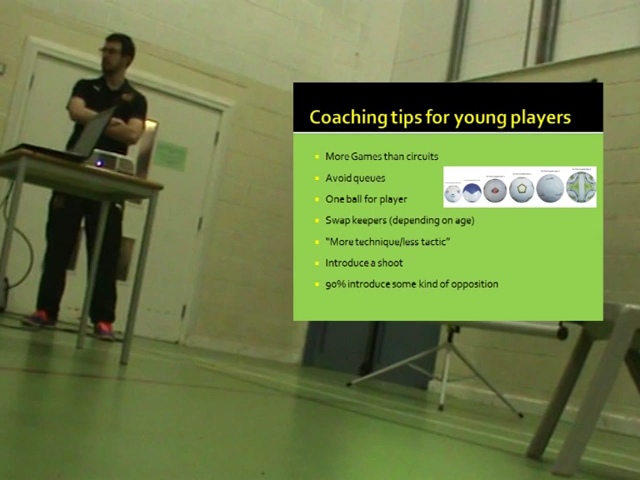 Coaching tips for young players
More Games than circuits
Avoid queues
One ball for player
Swap keepers (depending on age)
"More technique/less tactic"
Introduce a shoot
90% introduce some kind of opposition